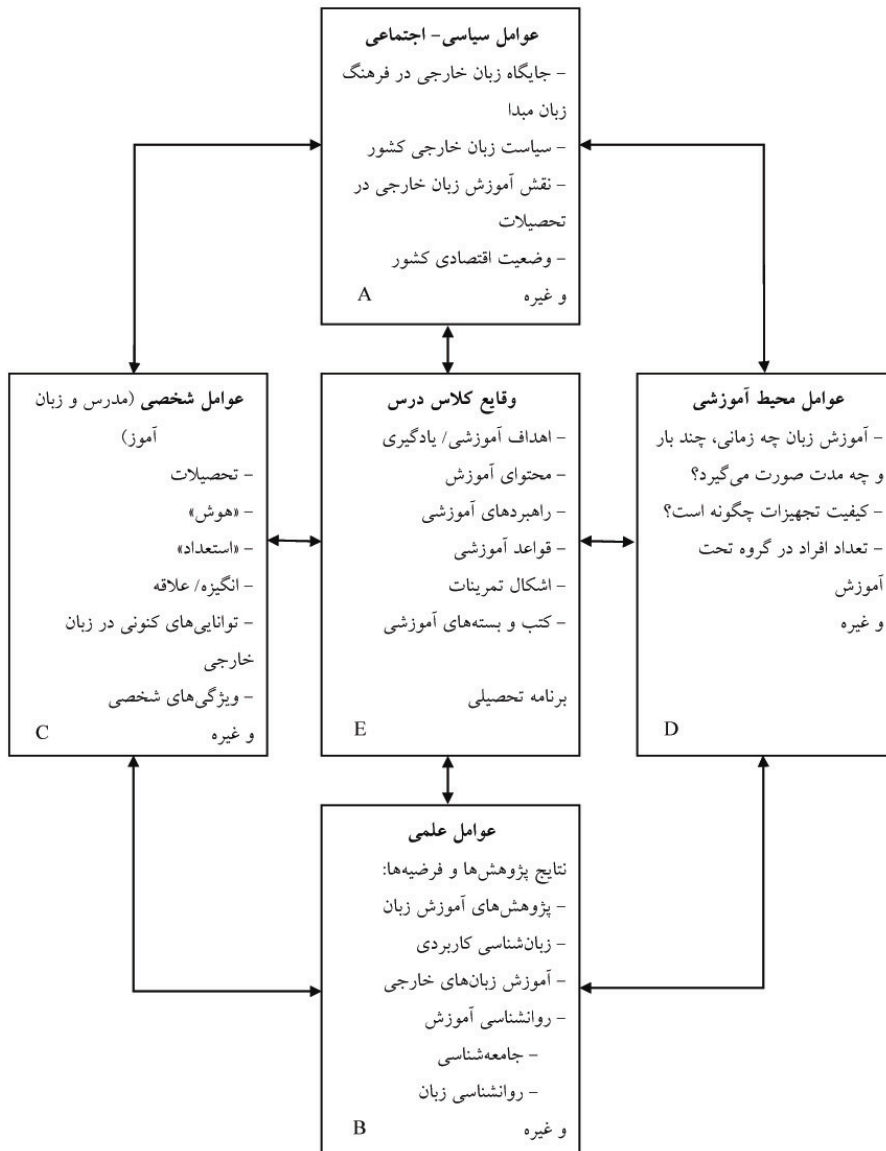 عوامل سیاسی- اجتماعی
- جایگاه زبان خارجی در فرهنگ
زبان مبدا
- سیاست زبان خارجی کشور
- نقش آموزش زبان خارجی در
تحصیلات
- وضعیت اقتصادی کشور
و غیره
A
عوامل محیط آموزشی
- آموزش زبان چه زمانی، چند بار
و چه مدت صورت می‌گیرد؟
- کیفیت تجهیزات چگونه است؟
- تعداد افراد در گروه تحت
آموزش
و غیره
D
وقایع کلاس درس
- اهداف آموزشی/ یادگیری
- محتوای آموزش
- راهبردهای آموزشی
- قواعد آموزشی
- اشکال تمرینات
- کتب و بسته‌های آموزشی
برنامه تحصیلی
E
عوامل شخصی (مدرس و زبان
آموز)
- تحصیلات
- «هوش»
- «استعداد»
- انگیزه/ علاقه
- توانایی‌های کنونی در زبان
خارجی
- ویژگی‌های شخصی
و غیره
C
عوامل علمی
نتایج پژوهش‌ها و فرضیه‌ها:
- پژوهش‌های آموزش زبان
- زبان‌شناسی کاربردی
- آموزش زبان‌های خارجی
- روانشناسی آموزش
- جامعه‌شناسی
- روانشناسی زبان
و غیره
B